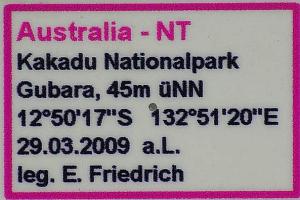 Australia - NT
Kakadu Nationalpark
Gubara, 45m üNN
12°50'17"S 132°51'20"E
29.03.2009 a.L.
leg. E. Friedrich